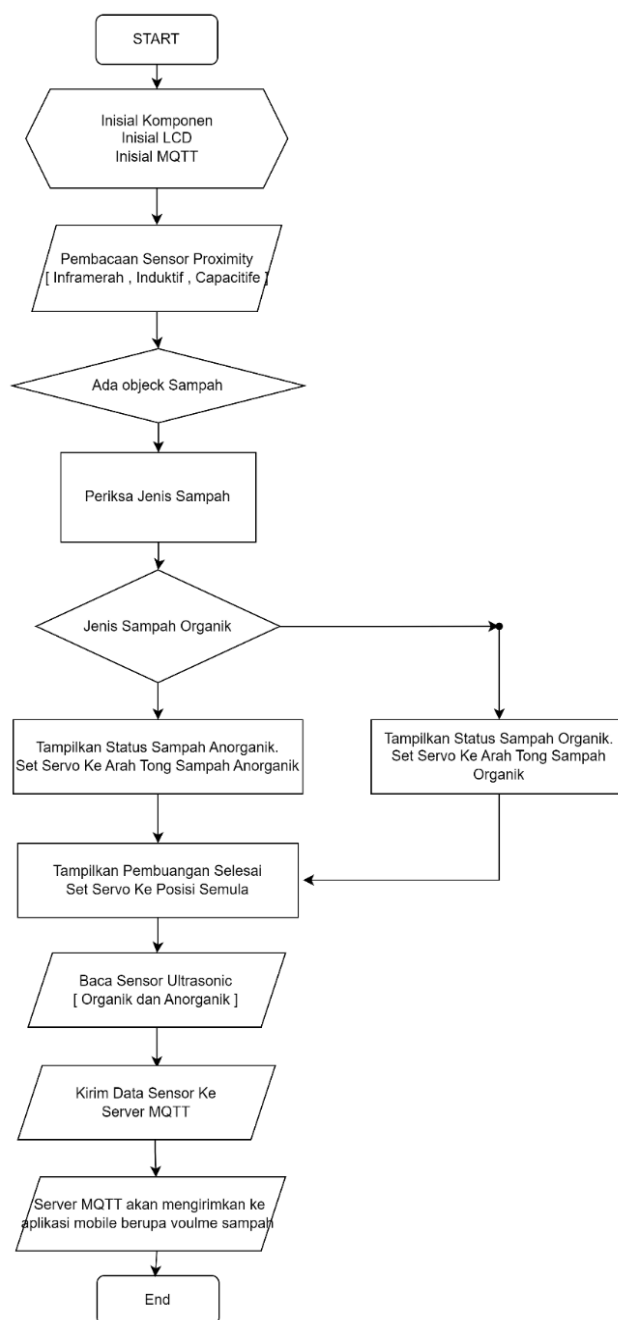 START
Inisial Komponen
Inisial LCD
Inisial MQTT
Pembacaan Sensor Proximity
[ Inframerah , Induktif , Capacitife ]
Ada objeck Sampah
Periksa Jenis Sampah
Jenis Sampah Organik
Tampilkan Status Sampah Anorganik.
Set Servo Ke Arah Tong Sampah Anorganik
Tampilkan Status Sampah Organik.
Set Servo Ke Arah Tong Sampah
Organik
Tampilkan Pembuangan Selesai
Set Servo Ke Posisi Semula
Baca Sensor Ultrasonic
[ Organik dan Anorganik ]
Kirim Data Sensor Ke
Server MQTT
Server MQTT akan mengirimkan ke
aplikasi mobile berupa voulme sampah
End